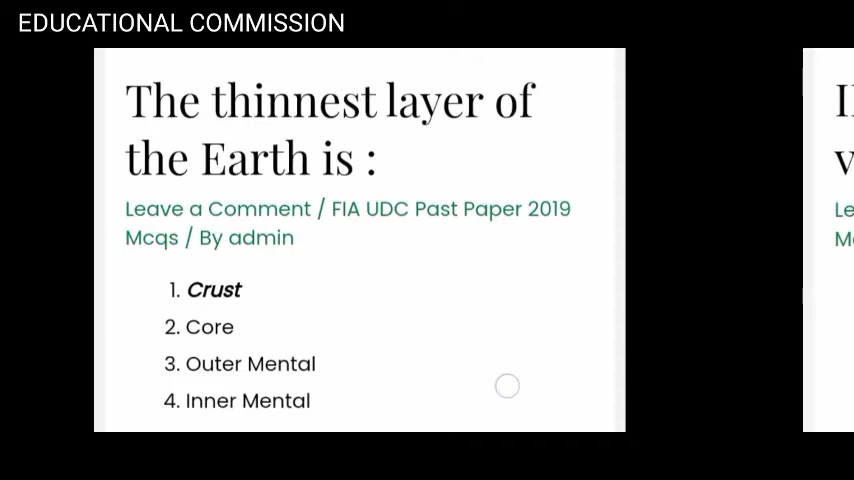 EDUCATIONAL COMMISSION
The thinnest layer of
the Earth is :
Leave a Comment / FIA UDC Past Paper 2019
Mcqs / By admin
1. Crust
2. Core
3. Outer Mental
4. Inner Mental